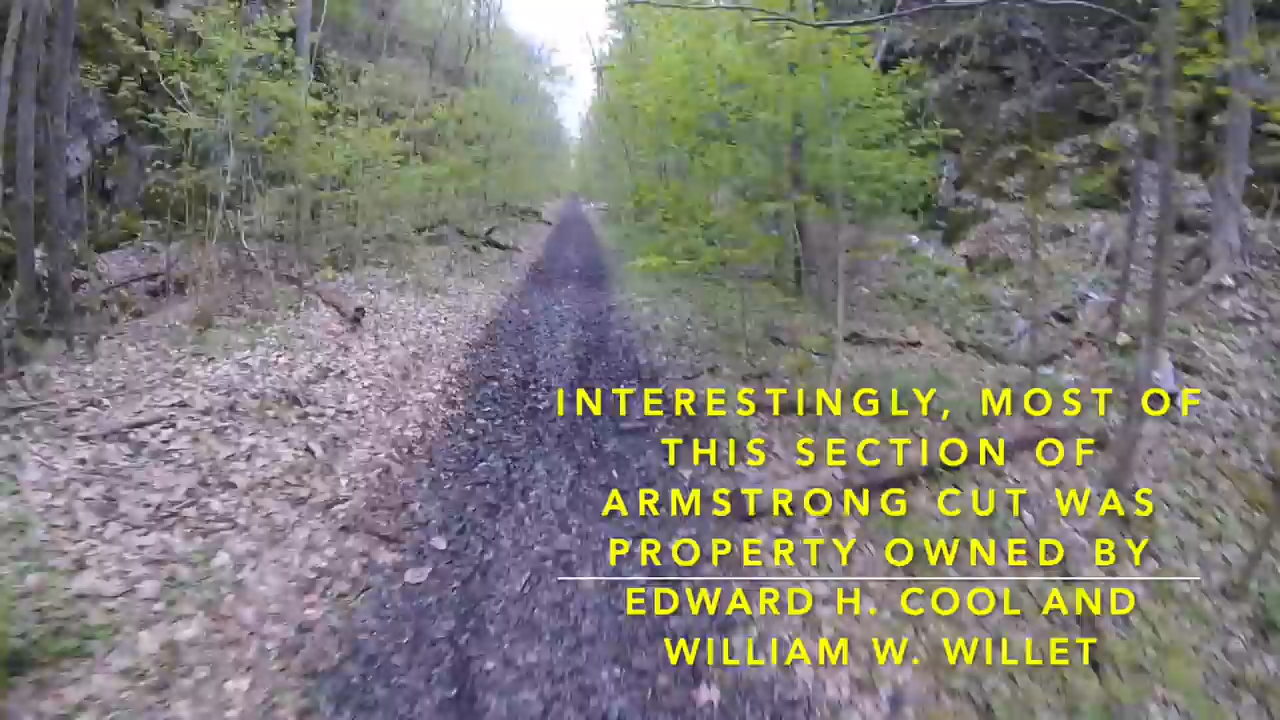 INTERESTINGLY, MOST OF
THIS SECTION OF
ARMSTRONG CUT WAS
PROPERTY OWNED BY
EDWARD H. COOL AND
WILLIAM W. WILLET